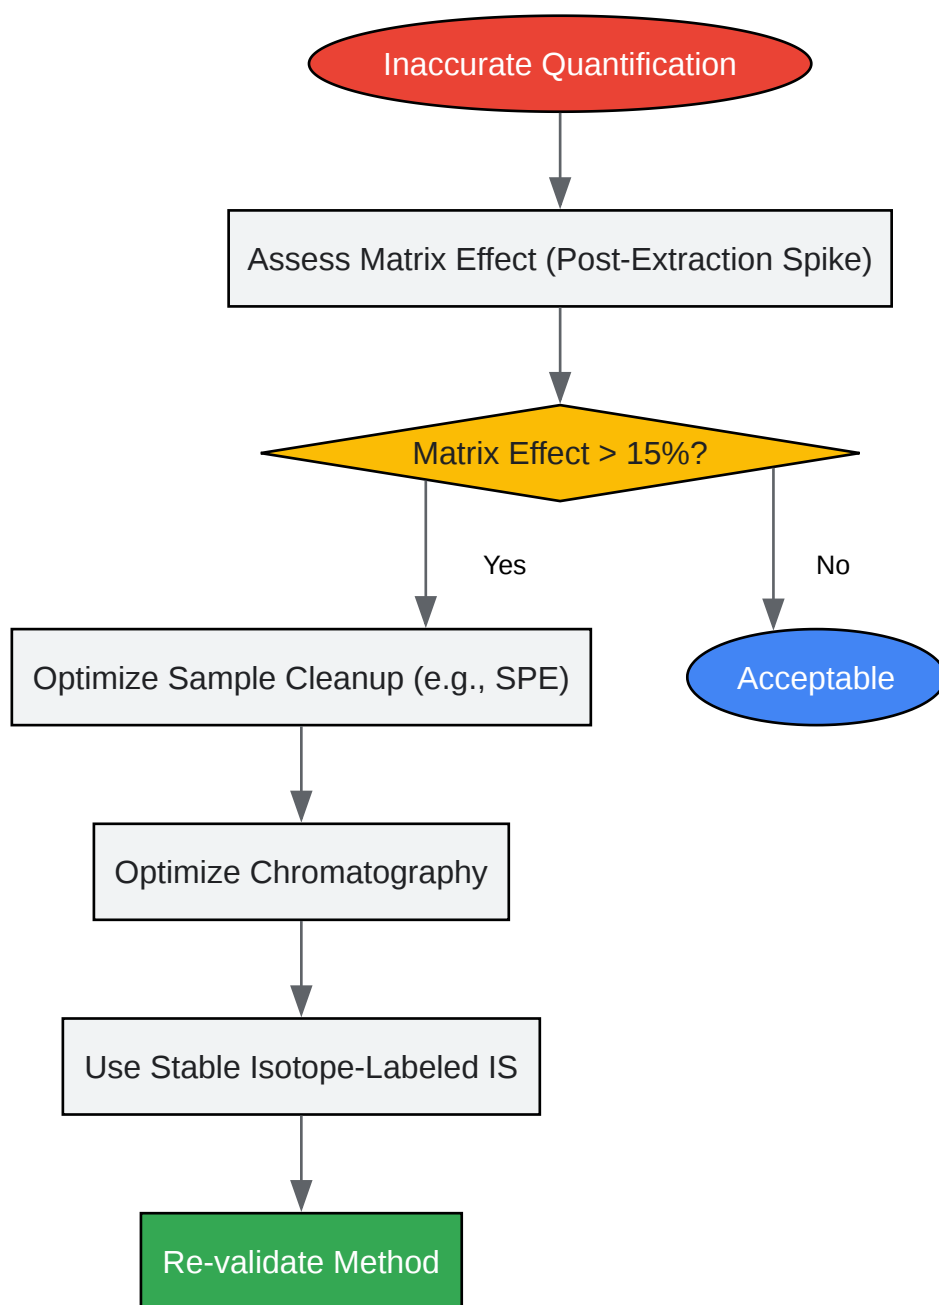 Inaccurate Quantification
Assess Matrix Effect (Post-Extraction Spike)
Matrix Effect > 15%?
Yes
No
Optimize Sample Cleanup (e.g., SPE)
Acceptable
Optimize Chromatography
Use Stable Isotope-Labeled IS
Re-validate Method